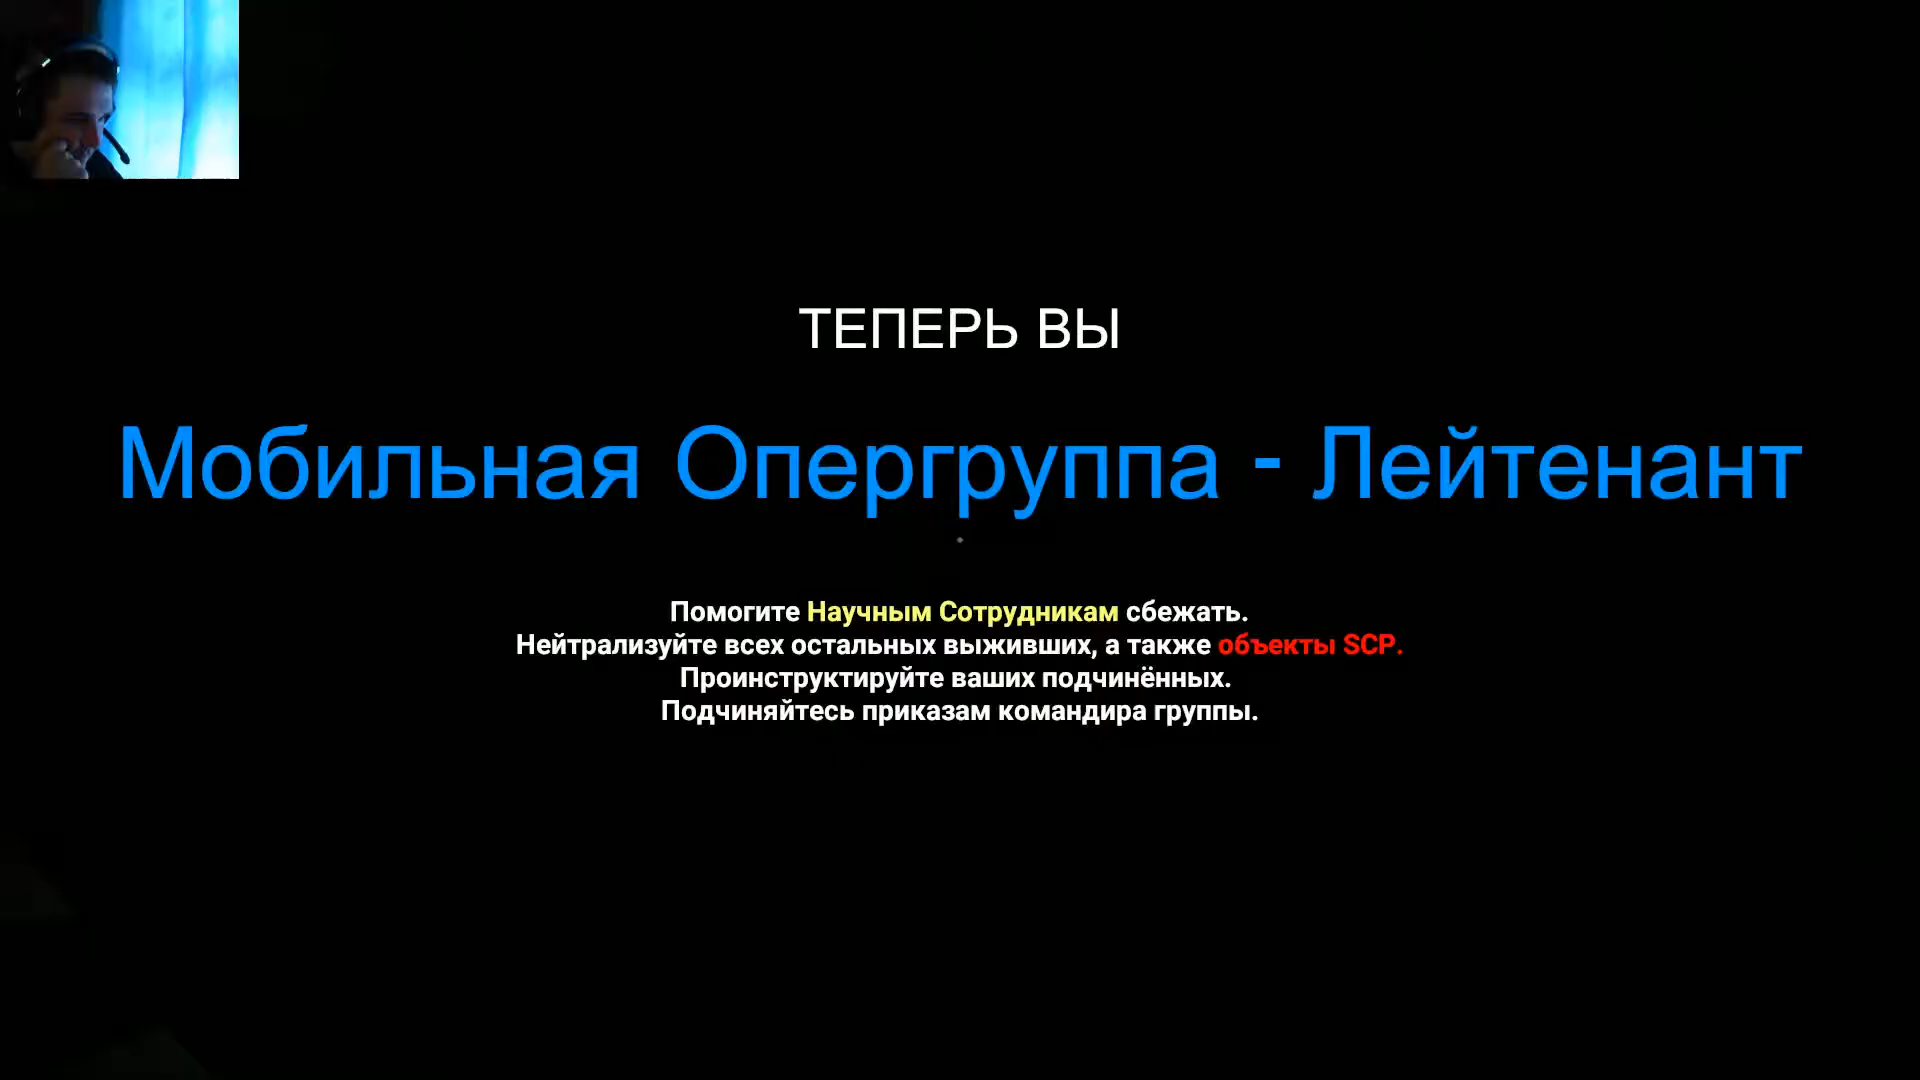 ТЕПЕРЬ ВЫ
Мобильная Опергруппа - Лейтенант
Помогите Научным Сотрудникам сбежать.
Нейтрализуйте всех остальных выживших, а также объекты SCP.
Проинструктируйте ваших подчинённых.
Подчиняйтесь приказам командира группы.